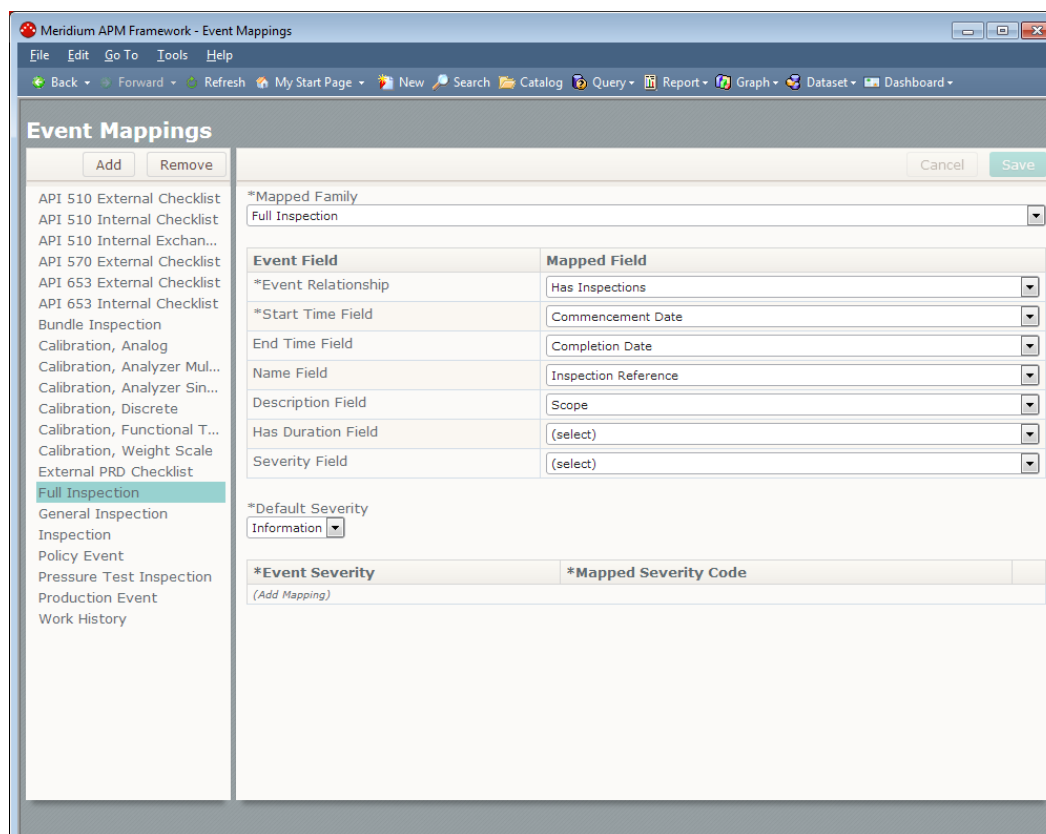 Meridium APM Framework - Event Mappings
File Edit Go To Tools Help
Back Forward Refresh My Start Page New Search Catalog Query Report Graph Dataset Dashboard
Event Mappings
Add Remove
Cancel Save
API 510 External Checklist
API 510 Internal Checklist
API 510 Internal Exchan...
API 570 External Checklist
API 653 External Checklist
API 653 Internal Checklist
Bundle Inspection
Calibration, Analog
Calibration, Analyzer Mul...
Calibration, Analyzer Sin...
Calibration, Discrete
Calibration, Functional T...
Calibration, Weight Scale
External PRD Checklist
Full Inspection
General Inspection
Inspection
Policy Event
Pressure Test Inspection
Production Event
Work History
*Mapped Family
Full Inspection
Event Field Mapped Field
*Event Relationship Has Inspections
*Start Time Field Commencement Date
End Time Field Completion Date
Name Field Inspection Reference
Description Field Scope
Has Duration Field (select)
Severity Field (select)
*Default Severity
Information
*Event Severity *Mapped Severity Code
(Add Mapping)